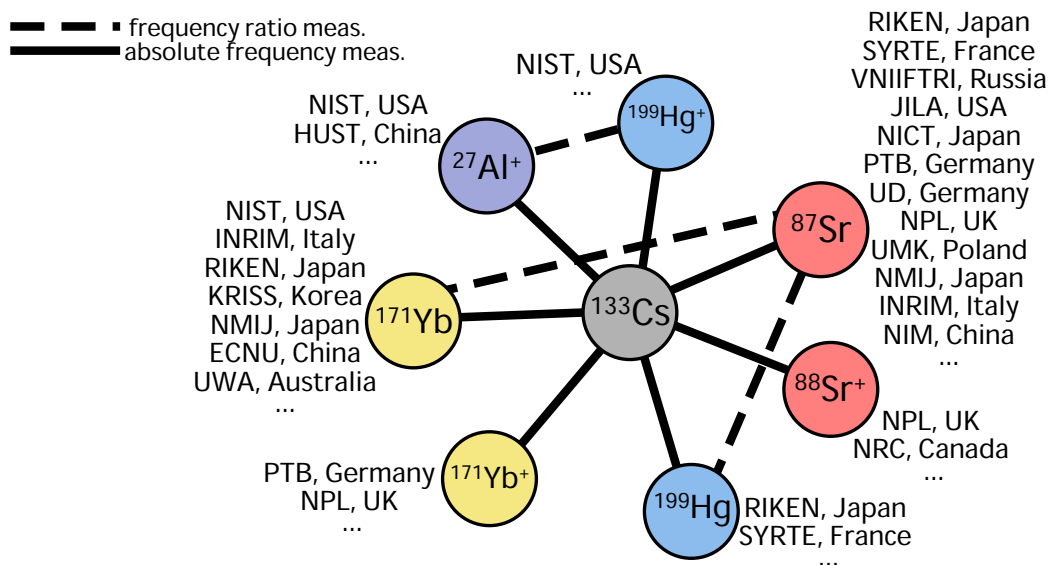 frequency ratio meas.
absolute frequency meas.
NIST, USA
...
¹⁹⁹Hg⁺
NIST, USA
HUST, China
...
²⁷Al⁺
RIKEN, Japan
SYRTE, France
VNIIFTRI, Russia
JILA, USA
NICT, Japan
PTB, Germany
UD, Germany
NPL, UK
UMK, Poland
NMIJ, Japan
INRIM, Italy
NIM, China
...
⁸⁷Sr
NIST, USA
INRIM, Italy
RIKEN, Japan
KRISS, Korea
NMIJ, Japan
ECNU, China
UWA, Australia
...
¹⁷¹Yb
¹³³Cs
⁸⁸Sr⁺
NPL, UK
NRC, Canada
...
PTB, Germany
NPL, UK
...
¹⁷¹Yb⁺
¹⁹⁹Hg
RIKEN, Japan
SYRTE, France
...